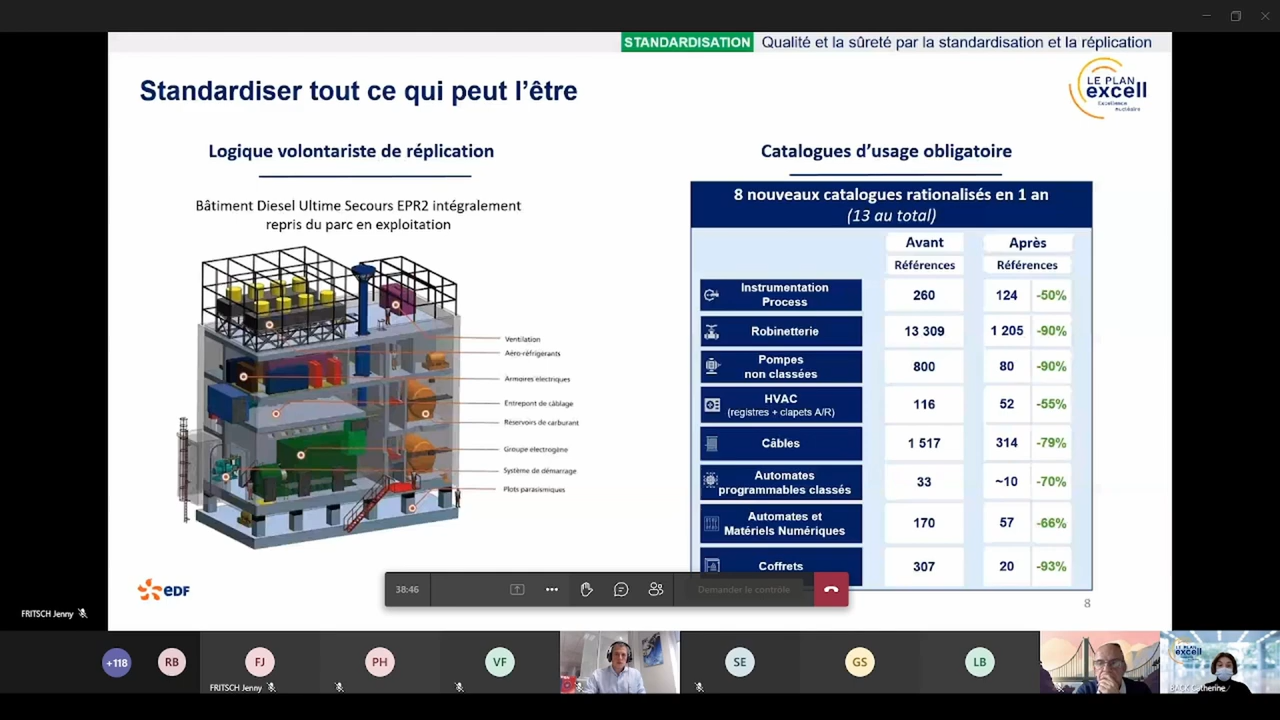 STANDARDISATION Qualité et la sûreté par la standardisation et la réplication
Standardiser tout ce qui peut l'être
LE PLAN
excell
Excellence
nucléaire
Logique volontariste de réplication
Bâtiment Diesel Ultime Secours EPR2 intégralement
repris du parc en exploitation
Ventilation
Aéro-réfrigérants
Armoires électriques
Entrepont de câblage
Réservoirs de carburant
Groupe électrogène
Système de démarrage
Plots parasismiques
Catalogues d'usage obligatoire
8 nouveaux catalogues rationalisés en 1 an
(13 au total)
Avant Après
Références Références
Instrumentation
Process
260 124 -50%
Robinetterie 13 309 1 205 -90%
Pompes
non classées
800 80 -90%
HVAC
(registres + clapets A/R)
116 52 -55%
Câbles 1 517 314 -79%
Automates
programmables classés
33 ~10 -70%
Automates et
Matériels Numériques
170 57 -66%
Coffrets 307 20 -93%
edf
8
38:46 Demander le contrôle
FRITSCH Jenny
+118 RB FJ PH VF SE GS LB
FRITSCH Jenny
LE PLAN
excell
BACK Catherine